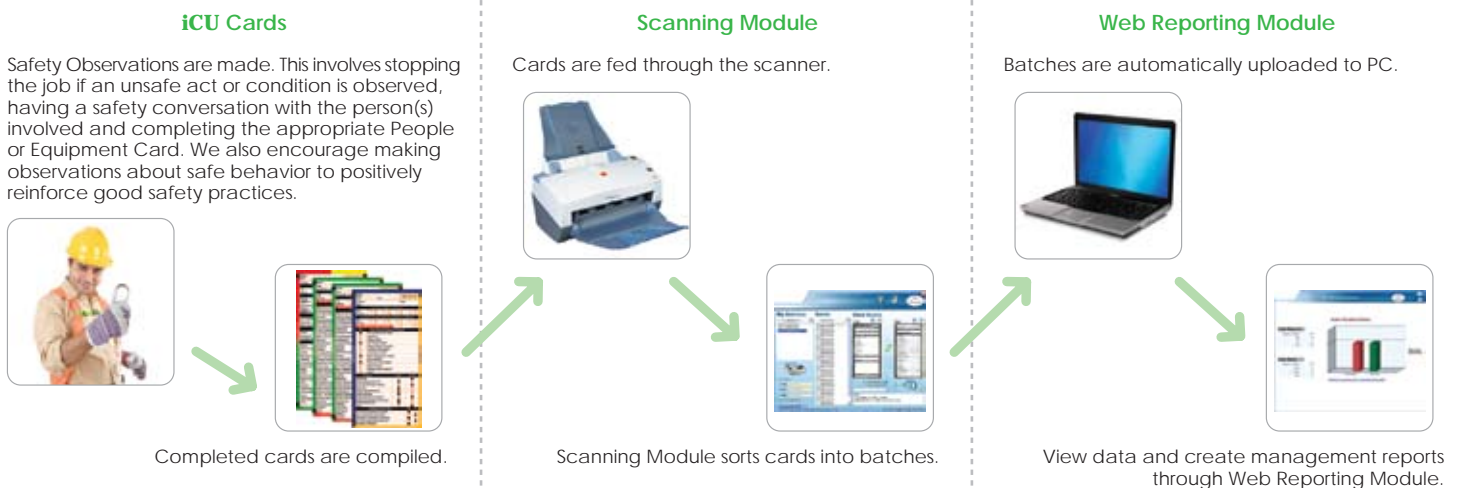 iCU Cards
Safety Observations are made. This involves stopping
the job if an unsafe act or condition is observed,
having a safety conversation with the person(s)
involved and completing the appropriate People
or Equipment Card. We also encourage making
observations about safe behavior to positively
reinforce good safety practices.
Completed cards are compiled.
Scanning Module
Cards are fed through the scanner.
Scanning Module sorts cards into batches.
Web Reporting Module
Batches are automatically uploaded to PC.
View data and create management reports
through Web Reporting Module.